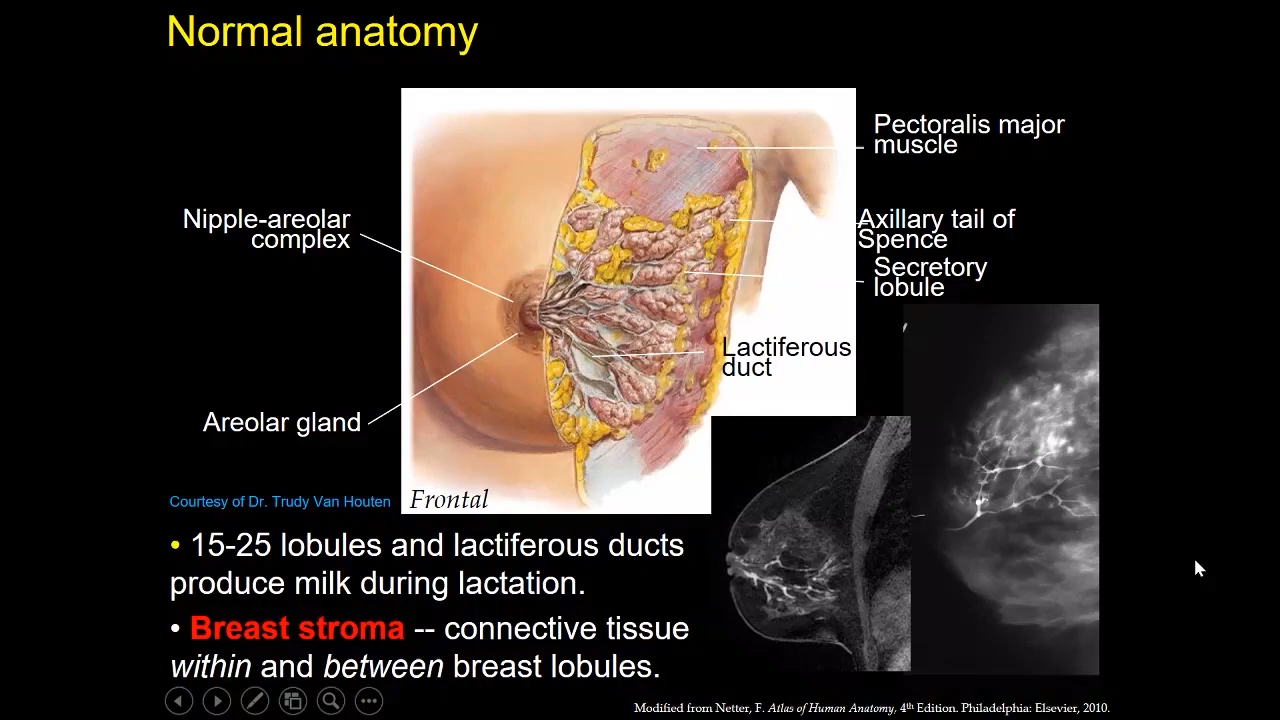 Normal anatomy
Pectoralis major
muscle
Nipple-areolar
complex
Axillary tail of
Spence
Secretory
lobule
Lactiferous
duct
Areolar gland
Courtesy of Dr. Trudy Van Houten
Frontal
• 15-25 lobules and lactiferous ducts
produce milk during lactation.
• Breast stroma -- connective tissue
within and between breast lobules.
Modified from Netter, F. Atlas of Human Anatomy, 4th Edition. Philadelphia: Elsevier, 2010.